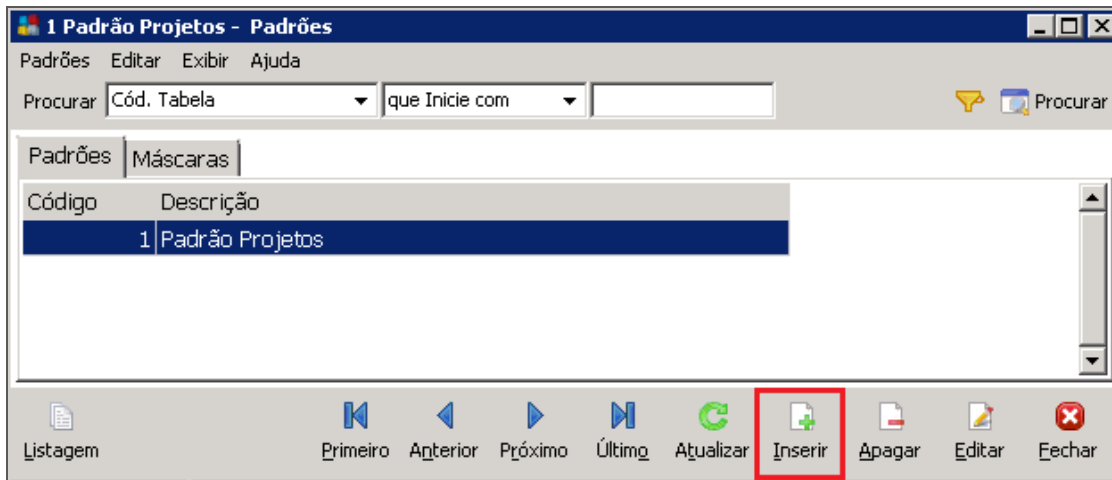 1 Padrão Projetos - Padrões
Padrões Editar Exibir Ajuda
Procurar Cód. Tabela que Inicie com Procurar
Padrões Máscaras
Código Descrição
1 Padrão Projetos
Listagem Primeiro Anterior Próximo Último Atualizar Inserir Apagar Editar Fechar